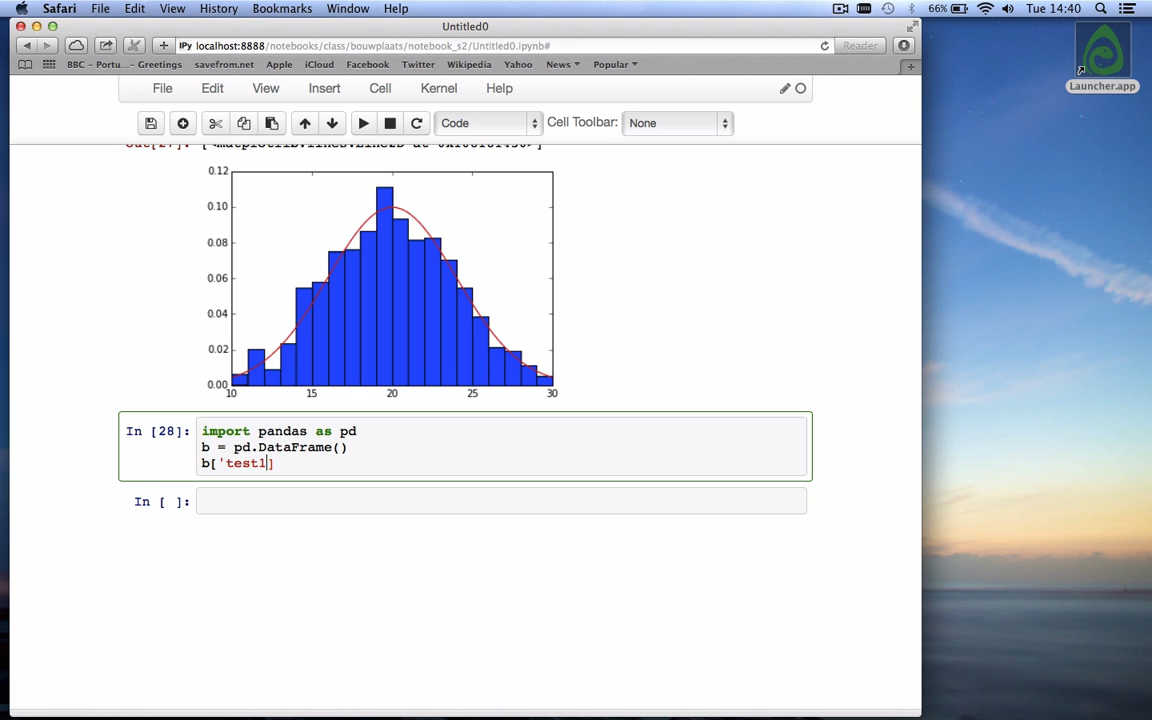 Safari File Edit View History Bookmarks Window Help 66% Tue 14:40
Untitled0
IPy localhost:8888/notebooks/class/bouwplaats/notebook_s2/Untitled0.ipynb# Reader
BBC – Portu... – Greetings savefrom.net Apple iCloud Facebook Twitter Wikipedia Yahoo News Popular
Launcher.app
File Edit View Insert Cell Kernel Help
Code Cell Toolbar: None
0.12
0.10
0.08
0.06
0.04
0.02
0.00
10 15 20 25 30
In [28]: import pandas as pd
b = pd.DataFrame()
b['test1]
In [ ]: